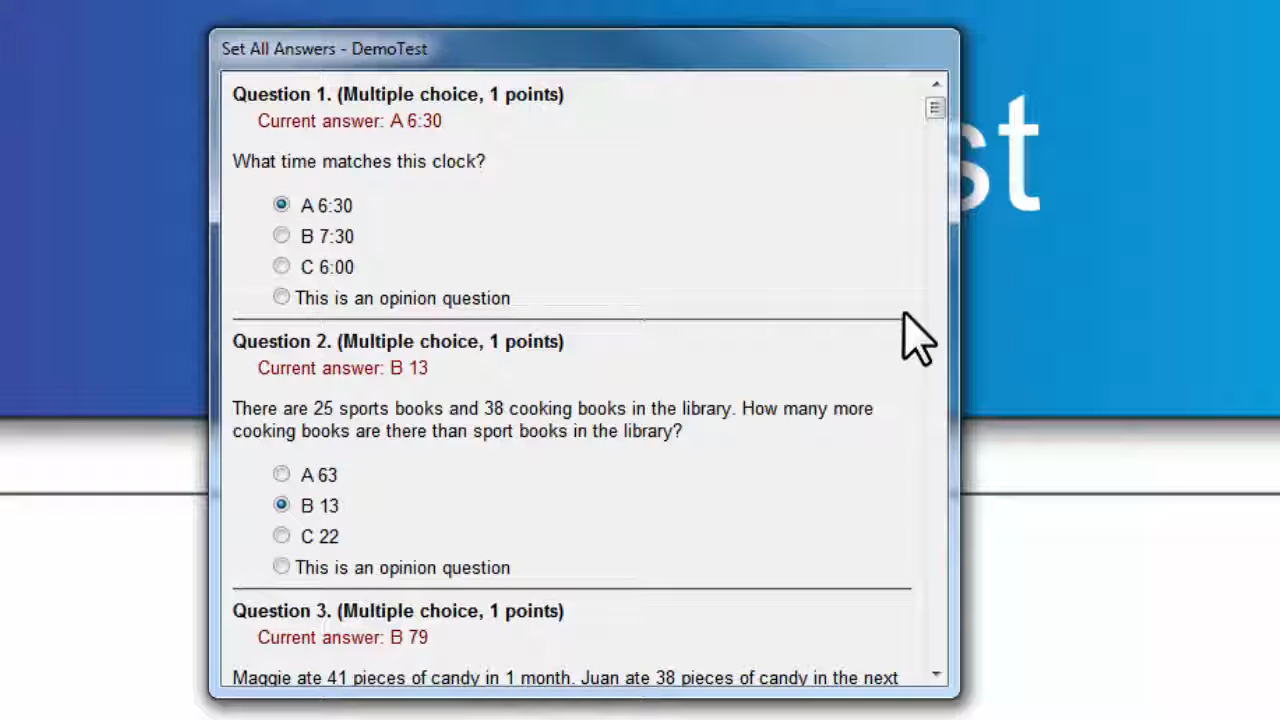 Set All Answers - DemoTest
Question 1. (Multiple choice, 1 points)
Current answer: A 6:30
What time matches this clock?
A 6:30
B 7:30
C 6:00
This is an opinion question
Question 2. (Multiple choice, 1 points)
Current answer: B 13
There are 25 sports books and 38 cooking books in the library. How many more
cooking books are there than sport books in the library?
A 63
B 13
C 22
This is an opinion question
Question 3. (Multiple choice, 1 points)
Current answer: B 79
Maggie ate 41 pieces of candy in 1 month. Juan ate 38 pieces of candy in the next